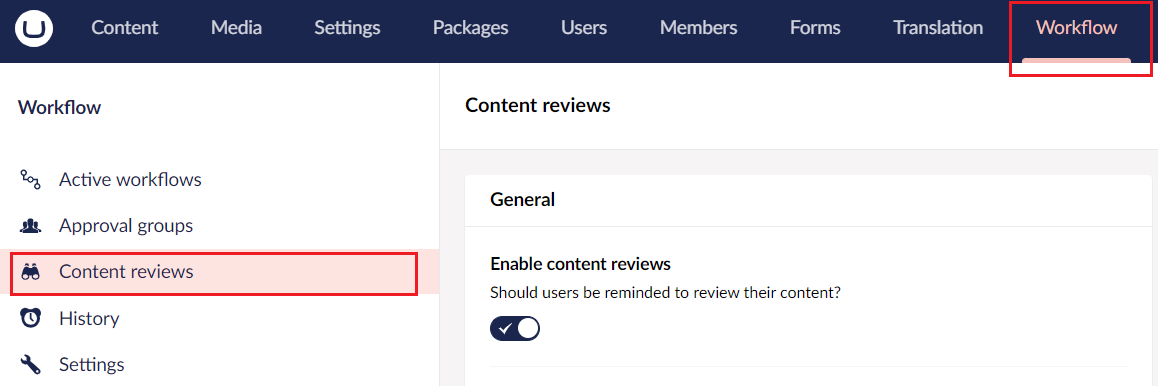 Content Media Settings Packages Users Members Forms Translation Workflow
Workflow
Active workflows
Approval groups
Content reviews
History
Settings
Content reviews
General
Enable content reviews
Should users be reminded to review their content?